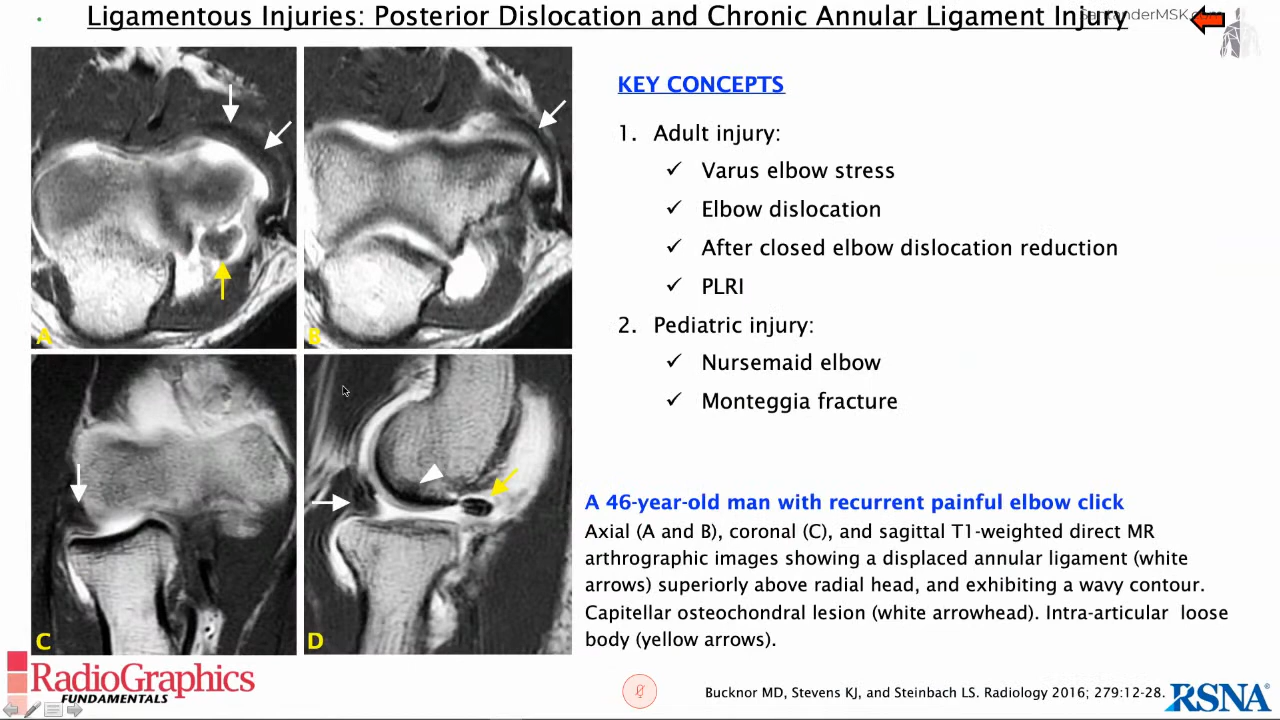 Ligamentous Injuries: Posterior Dislocation and Chronic Annular Ligament Injury
SantanderMSK.com
KEY CONCEPTS
1. Adult injury:
✓ Varus elbow stress
✓ Elbow dislocation
✓ After closed elbow dislocation reduction
✓ PLRI
2. Pediatric injury:
✓ Nursemaid elbow
✓ Monteggia fracture
A
B
C
D
A 46-year-old man with recurrent painful elbow click
Axial (A and B), coronal (C), and sagittal T1-weighted direct MR
arthrographic images showing a displaced annular ligament (white
arrows) superiorly above radial head, and exhibiting a wavy contour.
Capitellar osteochondral lesion (white arrowhead). Intra-articular loose
body (yellow arrows).
RadioGraphics
FUNDAMENTALS
Bucknor MD, Stevens KJ, and Steinbach LS. Radiology 2016; 279:12-28.
RSNA®